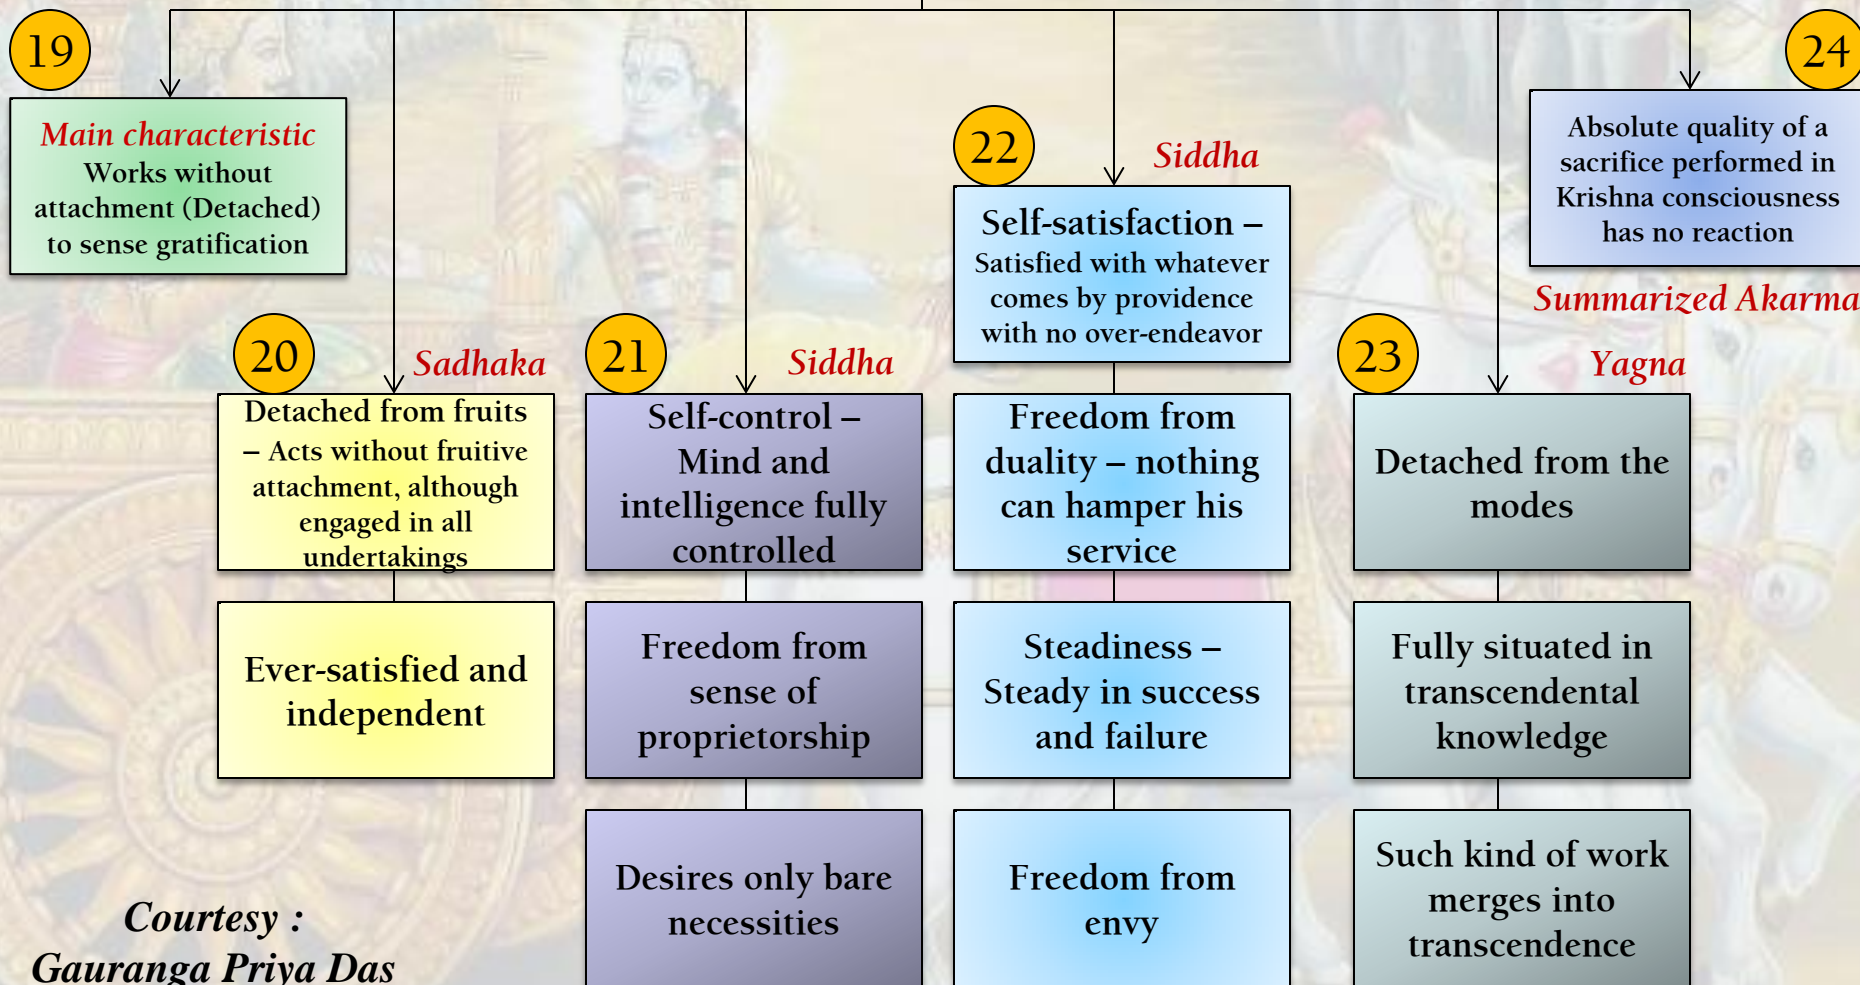 19
Main characteristic
Works without
attachment (Detached)
to sense gratification
20
Sadhaka
Detached from fruits
– Acts without fruitive
attachment, although
engaged in all
undertakings
Ever-satisfied and
independent
21
Siddha
Self-control –
Mind and
intelligence fully
controlled
Freedom from
sense of
proprietorship
Desires only bare
necessities
22
Siddha
Self-satisfaction –
Satisfied with whatever
comes by providence
with no over-endeavor
Freedom from
duality – nothing
can hamper his
service
Steadiness –
Steady in success
and failure
Freedom from
envy
23
Yagna
Detached from the
modes
Fully situated in
transcendental
knowledge
Such kind of work
merges into
transcendence
24
Absolute quality of a
sacrifice performed in
Krishna consciousness
has no reaction
Summarized Akarma
Courtesy :
Gauranga Priya Das